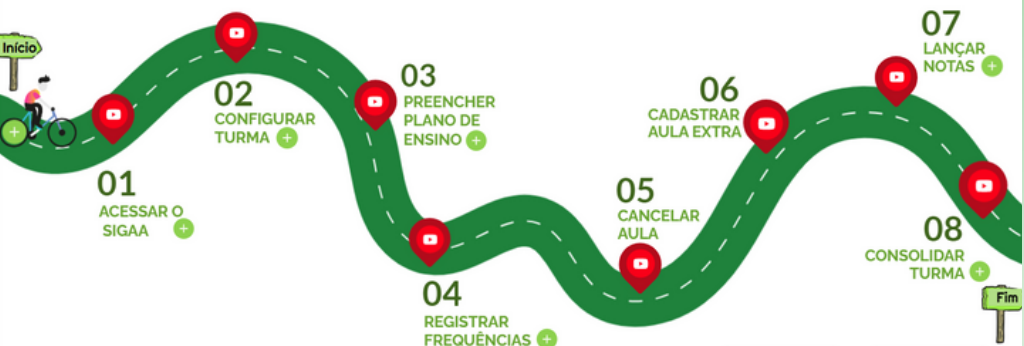 Início
01
ACESSAR O
SIGAA
02
CONFIGURAR
TURMA
03
PREENCHER
PLANO DE
ENSINO
04
REGISTRAR
FREQUÊNCIAS
05
CANCELAR
AULA
06
CADASTRAR
AULA EXTRA
07
LANÇAR
NOTAS
08
CONSOLIDAR
TURMA
Fim